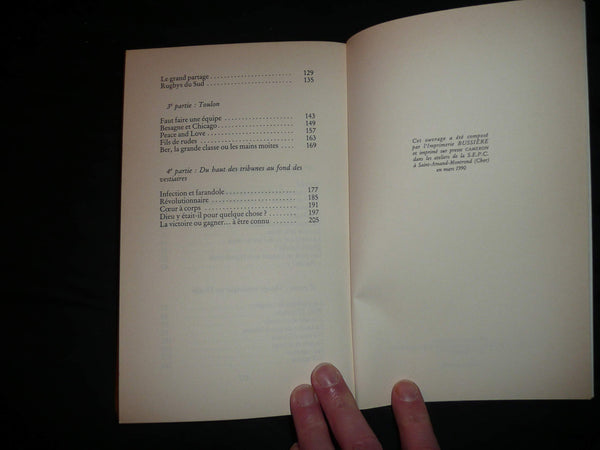 Le grand partage . . . . . . . . . . . . . . . . . . . . 129
Rugbys du Sud . . . . . . . . . . . . . . . . . . . . . 135
3e partie : Toulon
Faut faire une équipe . . . . . . . . . . . . . . . . . 143
Besagne et Chicago . . . . . . . . . . . . . . . . . . . 149
Peace and Love . . . . . . . . . . . . . . . . . . . . . 157
Fils de rudes . . . . . . . . . . . . . . . . . . . . . . 163
Ber, la grande classe ou les mains moites . . . . 169
4e partie : Du haut des tribunes au fond des
vestiaires
Infection et farandole . . . . . . . . . . . . . . . . . 177
Révolutionnaire . . . . . . . . . . . . . . . . . . . . . 185
Cœur à corps . . . . . . . . . . . . . . . . . . . . . . 191
Dieu y était-il pour quelque chose ? . . . . . . . . 197
La victoire ou gagner... à être connu . . . . . . . 205
Cet ouvrage a été composé
par l'Imprimerie BUSSIÈRE
et imprimé sur presse CAMERON
dans les ateliers de la S.E.P.C.
à Saint-Amand-Montrond (Cher)
en mars 1990